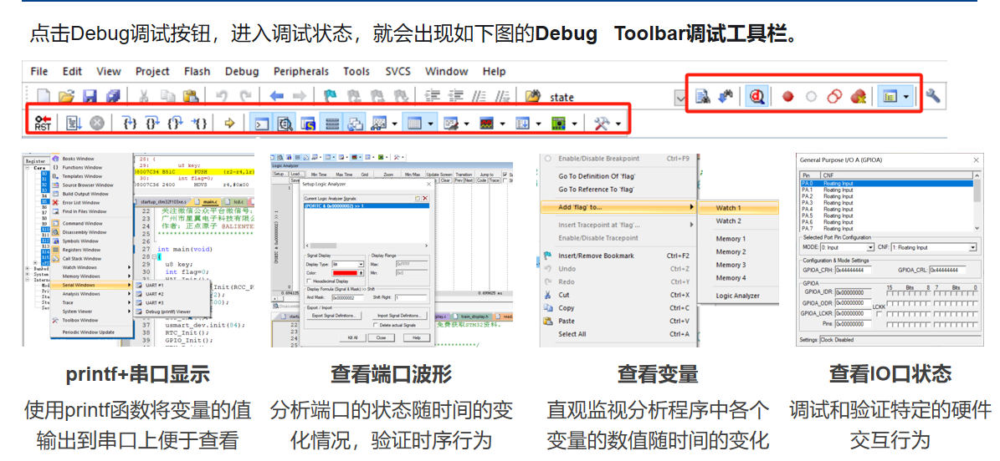 点击Debug调试按钮，进入调试状态，就会出现如下图的Debug Toolbar调试工具栏。
File Edit View Project Flash Debug Peripherals Tools SVCS Window Help
state
RST
Register
Core
Books Window
Functions Window
Templates Window
Source Browser Window
Build Output Window
Error List Window
Find In Files Window
Command Window
Disassembly Window
Symbols Window
Registers Window
Call Stack Window
Watch Windows
Memory Windows
Serial Windows
Analysis Windows
Trace
System Viewer
Toolbox Window
Periodic Window Update
UART #1
UART #2
UART #3
Debug (printf) Viewer
28: {
29: u8 key;
08007C34 B51C PUSH {r2-r4,lr}
30: int flag=0;
08007C36 2400 MOVS r4,#0x00
startup_stm32f103xe.s main.c lcd.c
22 关注微信公众平台微信号：
23 广州市星翼电子科技有限公
24 作者：正点原子 @ALIENTEK
25
26
27 int main(void)
28 {
u8 key;
int flag=0;
37 usmart_dev.init(84);
38 RTC_Init();
39 GPIO_Init();
Logic Analyzer
Setup... Load... Min Time Max Time Grid Zoom Min/Max Update Screen Transition Jump to
Clear Prev Next Code Trace
Setup Logic Analyzer
Current Logic Analyzer Signals:
(PORTC & 0x00000002) >> 1
Signal Display
Display Type: Bit
Color:
Hexadecimal Display
Display Range
Max: 0xFFFF
Min: 0x0
Display Formula (Signal & Mask) >> Shift
And Mask: 0x00000002 Shift Right: 1
Export / Import
Export Signal Definitions... Import Signal Definitions...
Delete actual Signals
Kill All Close Help
Enable/Disable Breakpoint Ctrl+F9
Go To Definition Of 'flag'
Go To Reference To 'flag'
Add 'flag' to...
Insert Tracepoint at 'flag'...
Enable/Disable Tracepoint
Insert/Remove Bookmark Ctrl+F2
Undo Ctrl+Z
Redo Ctrl+Y
Cut Ctrl+X
Copy Ctrl+C
Paste Ctrl+V
Select All Ctrl+A
Watch 1
Watch 2
Memory 1
Memory 2
Memory 3
Memory 4
Logic Analyzer
General Purpose I/O A (GPIOA)
Pin CNF
PA.0 Floating Input
PA.1 Floating Input
PA.2 Floating Input
PA.3 Floating Input
PA.4 Floating Input
PA.5 Floating Input
PA.6 Floating Input
PA.7 Floating Input
Selected Port Pin Configuration
MODE: 0: Input CNF: 1: Floating Input
Configuration & Mode Settings
GPIOA_CRH: 0x44444444 GPIOA_CRL: 0x44444444
GPIOA
15 Bits 8 7 Bits 0
GPIOA_IDR: 0x00000000
GPIOA_ODR: 0x00000000
LCKK
GPIOA_LCKR: 0x00000000
Pins: 0x00000000
Settings: Clock Disabled
printf+串口显示
使用printf函数将变量的值
输出到串口上便于查看
查看端口波形
分析端口的状态随时间的变
化情况，验证时序行为
查看变量
直观监视分析程序中各个
变量的数值随时间的变化
查看IO口状态
调试和验证特定的硬件
交互行为